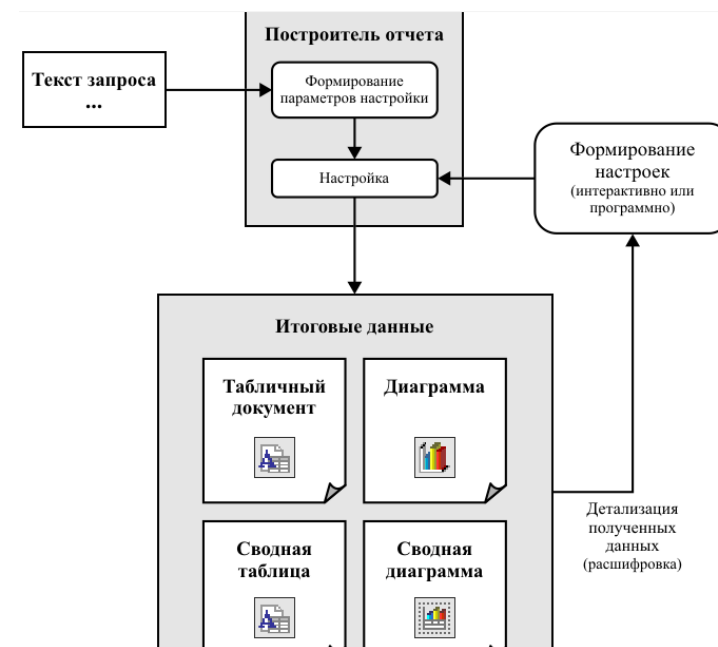 Построитель отчета
Текст запроса
...
Формирование
параметров настройки
Настройка
Формирование
настроек
(интерактивно или
программно)
Итоговые данные
Табличный
документ
Диаграмма
Сводная
таблица
Сводная
диаграмма
Детализация
полученных
данных
(расшифровка)